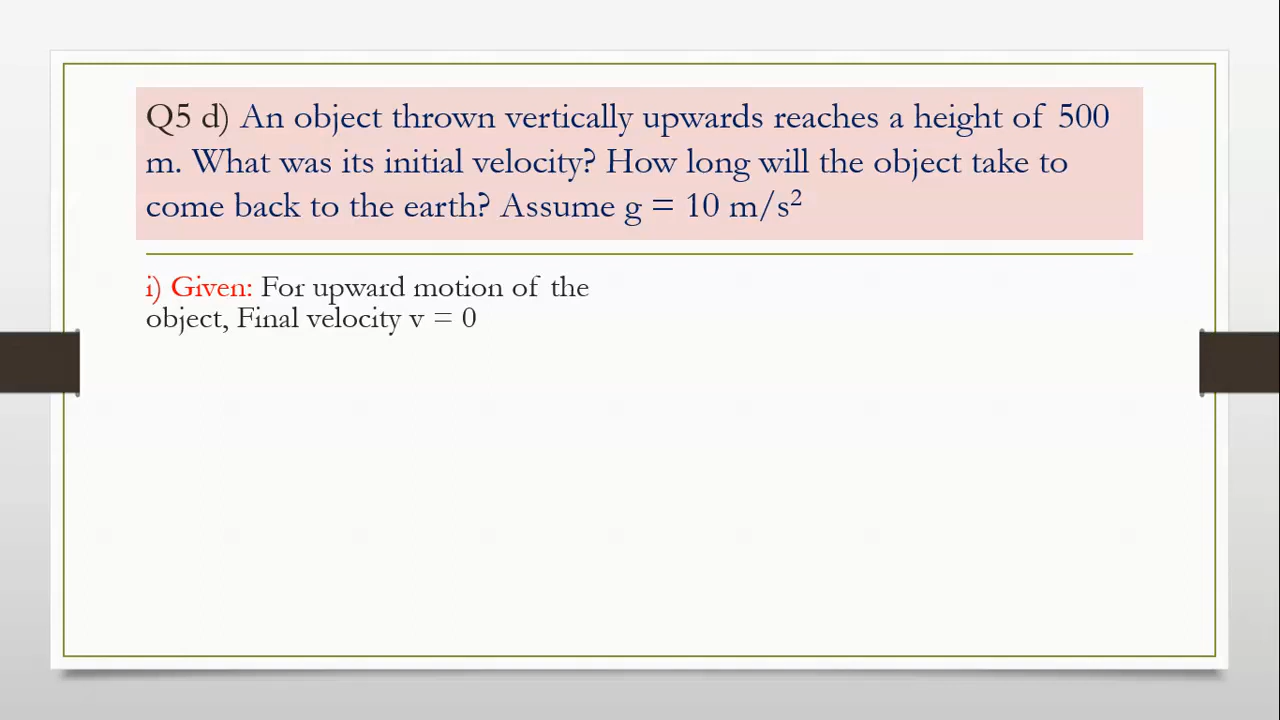 Q5 d) An object thrown vertically upwards reaches a height of 500
m. What was its initial velocity? How long will the object take to
come back to the earth? Assume g = 10 m/s²
i) Given: For upward motion of the
object, Final velocity v = 0